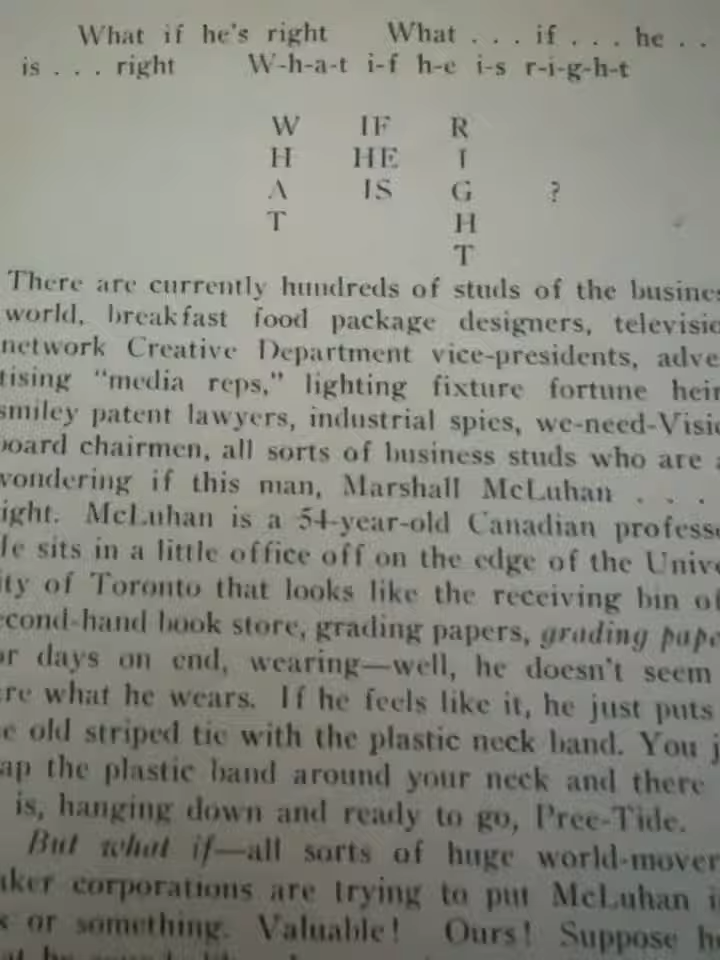 What if he's right What . . . if . . . he . .
is . . . right W-h-a-t i-f h-e i-s r-i-g-h-t
W IF R
H HE I
A IS G ?
T H
T
There are currently hundreds of studs of the busines
world, breakfast food package designers, televisio
network Creative Department vice-presidents, adve
tising "media reps," lighting fixture fortune heir
smiley patent lawyers, industrial spies, we-need-Visio
board chairmen, all sorts of business studs who are a
wondering if this man, Marshall McLuhan . . .
ight. McLuhan is a 54-year-old Canadian professo
He sits in a little office off on the edge of the Unive
ity of Toronto that looks like the receiving bin of
econd-hand book store, grading papers, grading pape
or days on end, wearing—well, he doesn't seem
are what he wears. If he feels like it, he just puts
e old striped tie with the plastic neck band. You j
ap the plastic band around your neck and there
is, hanging down and ready to go, Pree-Tide.
But what if—all sorts of huge world-mover
aker corporations are trying to put McLuhan i
s or something. Valuable! Ours! Suppose he